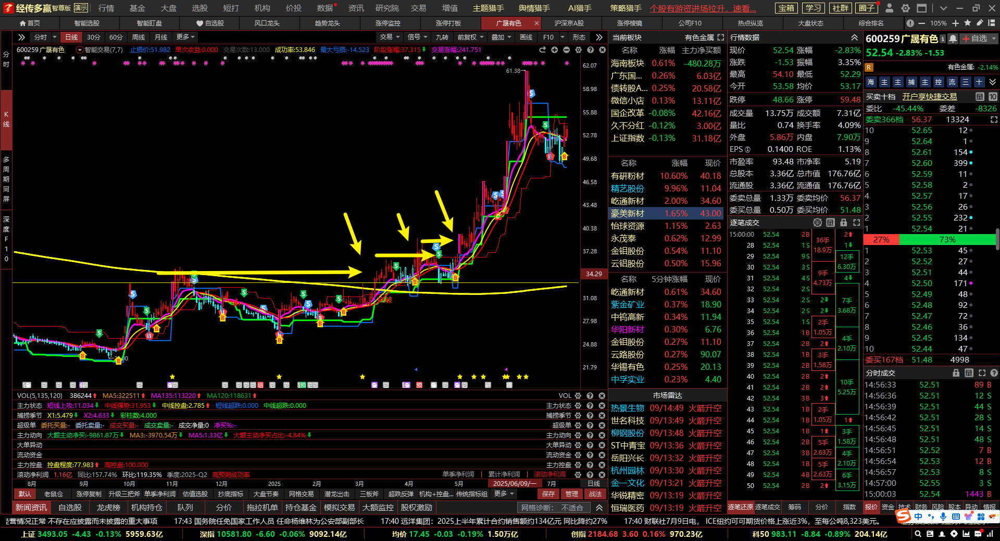 经传多赢 智尊版 演示 行情 基金 大盘 选股 短打 机构 价投 数据 资讯 研究院 交易 增值 主题猎手 舆情猎手 AI猎手 策略猎手 个股有游资进场拉升，速看... 宝箱 学习 社群 圈子
首页 智能选股 智能盯盘 自选股 风口龙头 趋势龙头 涨停监控 涨停打板 广晟有色 沪深京A股 涨停棱镜 公司F10 热点纵览 大盘状态 综合排名 105%
分时 日线 30分 60分 周线 月线 更多 交易 信号 九转 前复权 叠加 画线 F10 形态
600259 广晟有色 智能交易(7,7) 止损价:51.982 单次收益:0.000 交易次数:13.000 成功率:53.846 最大亏损:-14.523 阶段涨幅:37.315 交易涨幅:241.751
分时
K线
多周期同屏
深度F10
61.38
突破
62.07
58.98
55.88
52.78
49.68
46.58
43.48
40.38
37.28
34.29
31.08
27.98
24.88
21.79
VOL(5,135,120) 386244 MA5:322511 MA135:113220 MA120:118631 VOL
主力状态 短线上攻:11.034 中线强势:31.953 中线控盘:2.785 短线超跌:0.000 中线超跌:0.000 主力状态
捕捞季节 X1:5.479 X2:4.633 彩柱数:4.000 捕捞季节
超级单 委托买量:- 委托卖量:- 成交买量:- 成交卖量:- 成交净量:0 净买%:- 超级单
主力动向 大额主动净买:-9861.87万 MA3:-3970.54万 MA5:1.33亿 大额主动净买占比:-4.84% 主力动向
大单异动 大单异动
流动资金 流动资金
主力控盘 控盘程度:77.983 高控盘:100.000 主力控盘
滚动净利润 1.16亿 同比:157.74% 环比:119.35% 季度:2025-Q2 高预测成功率 单季净利润 累计净利润 滚动净利润
8月 9月 10月 11月 12月 2025 2月 3月 4月 5月 2025/06/09/一 7月 日线
默认 老鼠仓 涨停复制 升级三把斧 单季净利润 估值选股 抄底指标 大盘节奏 网格交易 潜龙出击 三板斧 超跌反弹 机构+控盘... 传统指标组 更多 保存 管理 战法
新闻资讯 自选股 龙虎榜 机构持仓 队列 分价 拖拉机单 持仓基金 模拟交易 大额监控 股权激励 网格诊断： 不适合
当前板块 有色金属
名称 涨幅 主力净买额
海南板块 0.61% -480.28万
广东国... 0.26% 6.03亿
债转股A... 0.25% 20.58亿
微信小店 0.13% 13.11亿
国企改革 -0.08% 42.16亿
久不分红 -0.12% 3.00亿
上证指数 -0.13% 31.18亿
名称 涨幅 现价
有研粉材 10.60% 40.18
精艺股份 9.96% 11.04
屹通新材 2.00% 34.60
豪美新材 1.65% 43.00
怡球资源 1.15% 2.63
永茂泰 0.62% 12.99
金钼股份 0.54% 11.10
云铝股份 0.50% 15.96
名称 5分钟涨幅 现价
屹通新材 0.61% 34.60
紫金矿业 0.37% 18.90
中钨高新 0.34% 11.94
华阳新材 0.30% 6.76
金钼股份 0.27% 11.10
云路股份 0.27% 90.07
华锡有色 0.25% 20.13
中孚实业 0.23% 4.40
市场雷达
热景生物 09/14:49 火箭升空
世名科技 09/13:49 火箭升空
柳钢股份 09/13:48 火箭升空
ST中青宝 09/13:36 火箭升空
岳阳兴长 09/13:32 火箭升空
杭州园林 09/13:30 火箭升空
金一文化 09/13:21 火箭升空
华锐精密 09/13:19 火箭升空
恒瑞医药 09/13:19 火箭升空
行情数据
现价 52.54 涨幅 -2.83%
涨跌 -1.53 振幅 3.35%
最高 54.10 最低 52.29
今开 53.58 均价 53.17
跌停 48.66 涨停 59.48
成交量 13.75万 成交额 7.31亿
量比 0.74 换手率 4.09%
外盘 5.86万 内盘 7.90万
EPS① 0.1400 ROE 1.13%
市盈率 93.48 市净率 5.19
总股本 3.36亿 总市值 176.76亿
流通股 3.36亿 流通值 176.76亿
委卖总量 1.33万 委卖均价 56.37
委买总量 0.50万 委买均价 51.48
逐笔成交
15:00:00 52.54 2B
28 52.54 1S
29 52.54 9S
30 52.54 3S
31 52.54 4S
32 52.54 2S
33 52.54 2S
34 52.54 2S
35 52.54 1S
36 52.54 1B
37 52.54 2B
38 52.54 1B
39 52.54 2B
40 52.54 2B
41 52.54 2B
42 52.54 3B
43 52.54 1B
44 52.54 1B
45 52.54 1B
46 52.54 2B
47 52.54 3B
48 52.54 1B
49 52.54 4B
50 52.54 2B
36手 18.9万
9手 4.73万
2
2
2手 1.05万
2
3手 1.58万
2
2
3
2手 1.05万
1
5手 2.63万
5手 2.63万
2
2
1
12手 6.30万
4
7手 3.68万
4手 2.10万
10手 5.25万
1
3手 1.58万
4手 2.10万
6手 3.15万
逐笔还原 逐笔成交 筹码 分价 指数
600259 广晟有色 自选
52.54 -2.83% -1.53
R 有色金属: -2.14%
海 主 主 捕 主 控 流 三 十
买卖十档 开户享快捷交易 量 10
委比 -45.44% 委差 -8326
委卖366档 56.37 13324
10 52.65 12
9 52.64 1
8 52.61 154
7 52.60 399
6 52.59 11
5 52.58 2
4 52.57 17
3 52.56 26
2 52.55 232
1 52.54 21
27% 73%
1 52.53 45
2 52.52 27
3 52.51 44
4 52.50 171
5 52.49 48
6 52.48 92
7 52.47 72
8 52.46 36
9 52.45 134
10 52.44 47
委买167档 51.48 4998
分时成交
14:56:33 52.51 89 B
14:56:36 52.51 12 S
14:56:39 52.51 44 S
14:56:42 52.51 28 S
14:56:45 52.51 14 S
14:56:48 52.51 48 S
14:56:51 52.52 7 B
14:56:54 52.53 12 B
14:56:57 52.53 8 S
14:57:00 52.55 3 S
15:00:03 52.54 1443 B
报价 资金 技术 财务 风险 股本 异动 情报
经营情况正常 不存在应披露而未披露的重大事项 17:43 国务院任免国家工作人员 任命杨维林为公安部副部长 17:40 远洋集团：2025上半年累计合约销售额约134亿元 同比降约27% 17:40 财联社7月9日电， ICE纽约可可期货价格上涨近3%，至每公吨8,323美元。
上证 3493.05 -4.43 -0.13% 5959.63亿 深指 10581.80 -6.60 -0.06% 9092.14亿 均价 17.45 -0.03 -0.19% 1.50万亿 创指 2184.68 3.60 0.16% 970.23亿 科50 983.11 -8.84 -0.89% 204.14亿